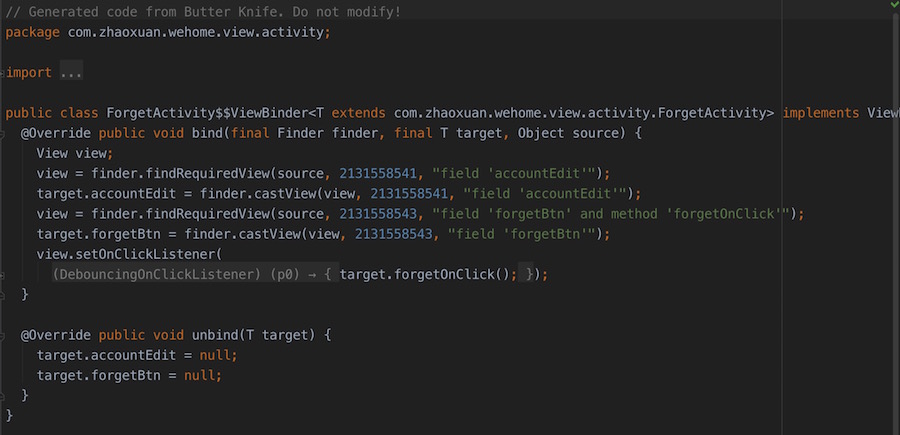 // Generated code from Butter Knife. Do not modify!
package com.zhaoxuan.wehome.view.activity;
import ...
public class ForgetActivity$$ViewBinder<T extends com.zhaoxuan.wehome.view.activity.ForgetActivity> implements View
@Override public void bind(final Finder finder, final T target, Object source) {
View view;
view = finder.findRequiredView(source, 2131558541, "field 'accountEdit'");
target.accountEdit = finder.castView(view, 2131558541, "field 'accountEdit'");
view = finder.findRequiredView(source, 2131558543, "field 'forgetBtn' and method 'forgetOnClick'");
target.forgetBtn = finder.castView(view, 2131558543, "field 'forgetBtn'");
view.setOnClickListener(
(DebouncingOnClickListener) (p0) → { target.forgetOnClick(); });
}
@Override public void unbind(T target) {
target.accountEdit = null;
target.forgetBtn = null;
}
}